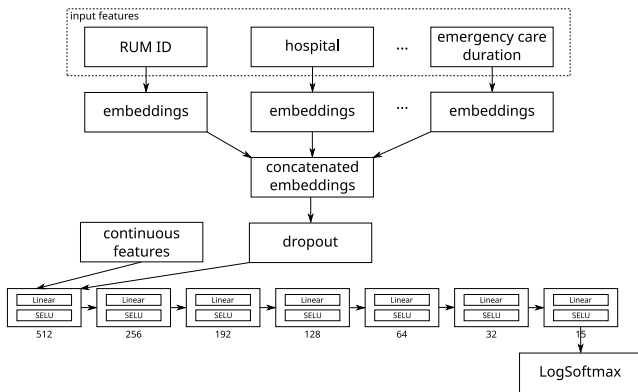 input features
RUM ID
hospital
...
emergency care
duration
embeddings
embeddings
...
embeddings
concatenated
embeddings
continuous
features
dropout
Linear
SELU
512
Linear
SELU
256
Linear
SELU
192
Linear
SELU
128
Linear
SELU
64
Linear
SELU
32
Linear
SELU
15
LogSoftmax